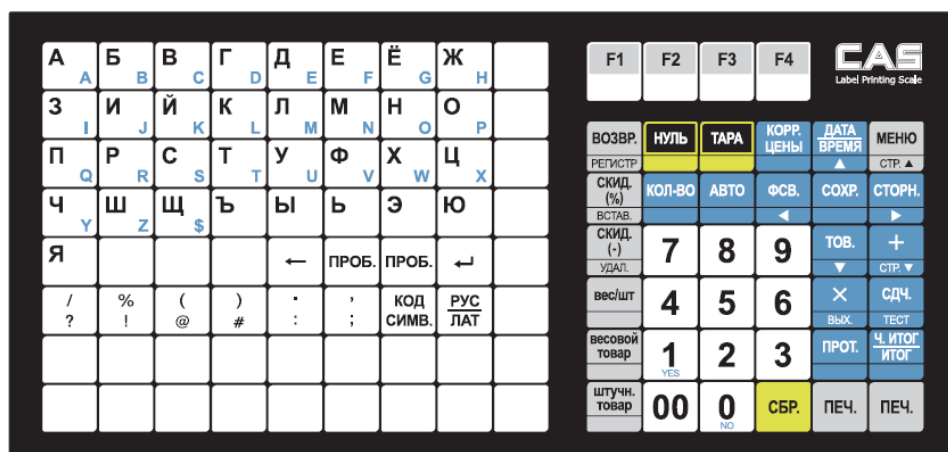 А A Б B В C Г D Д E Е F Ё G Ж H
З I И J Й K К L Л M М N Н O О P
П Q Р R С S Т T У U Ф V Х W Ц X
Ч Y Ш Z Щ $ Ъ Ы Ь Э Ю
Я ← ПРОБ. ПРОБ. ↵
/ % ( ) . , КОД РУС
? ! @ # : ; СИМВ. ЛАТ
F1 F2 F3 F4 CAS
Label Printing Scale
ВОЗВР. НУЛЬ ТАРА КОРР. ЦЕНЫ ДАТА ВРЕМЯ МЕНЮ
РЕГИСТР ▲ СТР. ▲
СКИД. (%) КОЛ-ВО АВТО ФСВ. СОХР. СТОРН.
ВСТАВ. ◀ ▶
СКИД. (-) 7 8 9 ТОВ. +
УДАЛ. ▼ СТР. ▼
вес/шт 4 5 6 × СДЧ.
ВЫХ. ТЕСТ
весовой товар 1 2 3 ПРОТ. Ч. ИТОГ ИТОГ
YES
штучн. товар 00 0 СБР. ПЕЧ. ПЕЧ.
NO